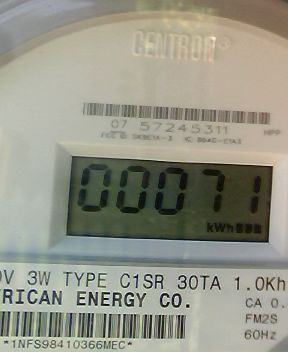 CENTRON®
07 57245311
HPP
00071
kWh
0V 3W TYPE C1SR 30TA 1.0Kh
RICAN ENERGY CO.
CA 0.
FM2S
60Hz
*1NFS98410366MEC*